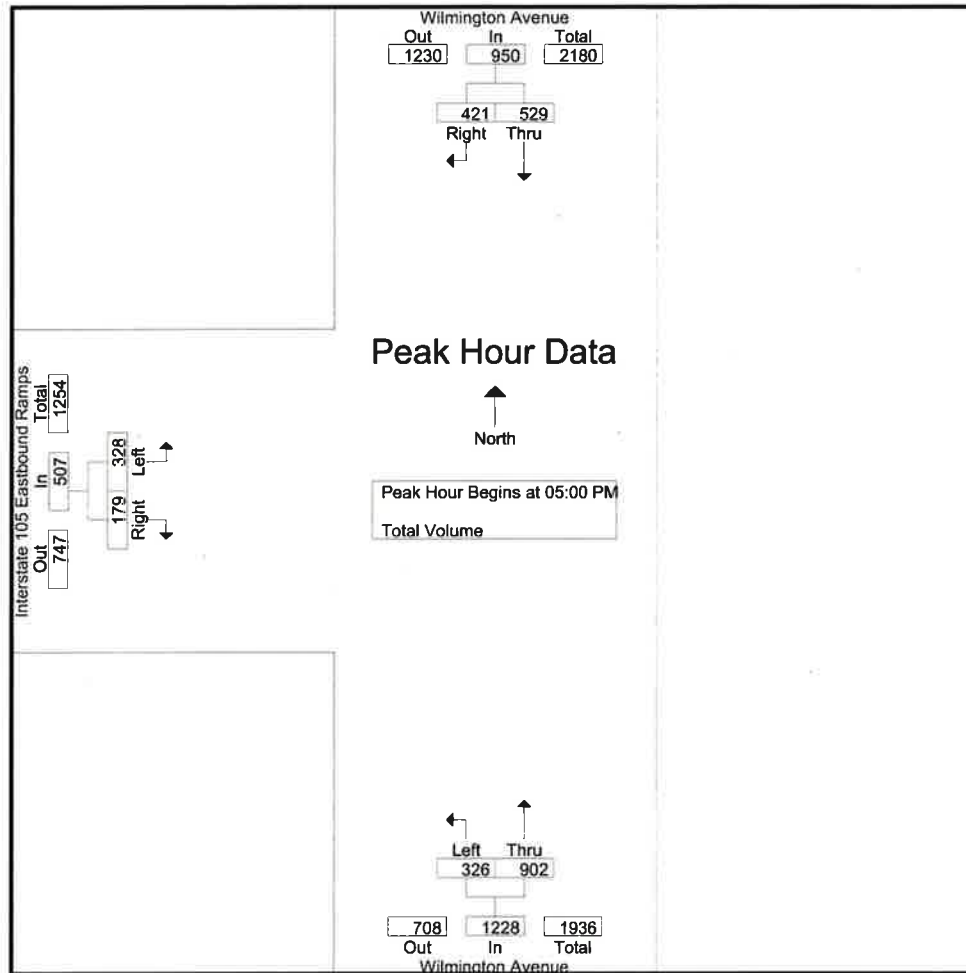 Wilmington Avenue
Out In Total
1230 950 2180
421 529
Right Thru
Peak Hour Data
North
Peak Hour Begins at 05:00 PM
Total Volume
Interstate 105 Eastbound Ramps
Out In Total
747 507 1254
179 328
Right Left
Left Thru
326 902
708 1228 1936
Out In Total
Wilmington Avenue